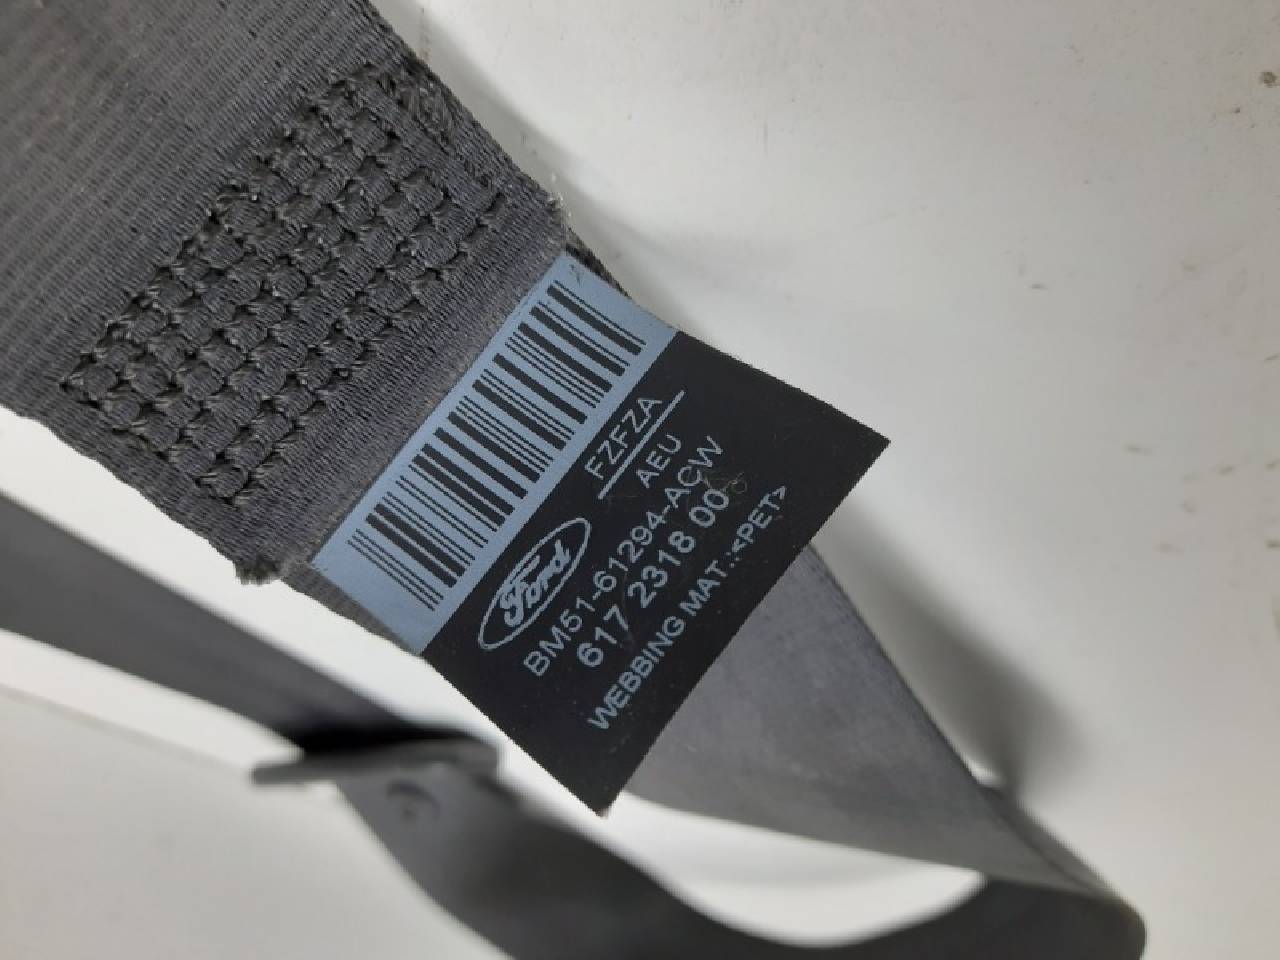 FZFZA
AEU
Ford
BM51-61294-ACW
617 2318 00
WEBBING MAT.:<PET>